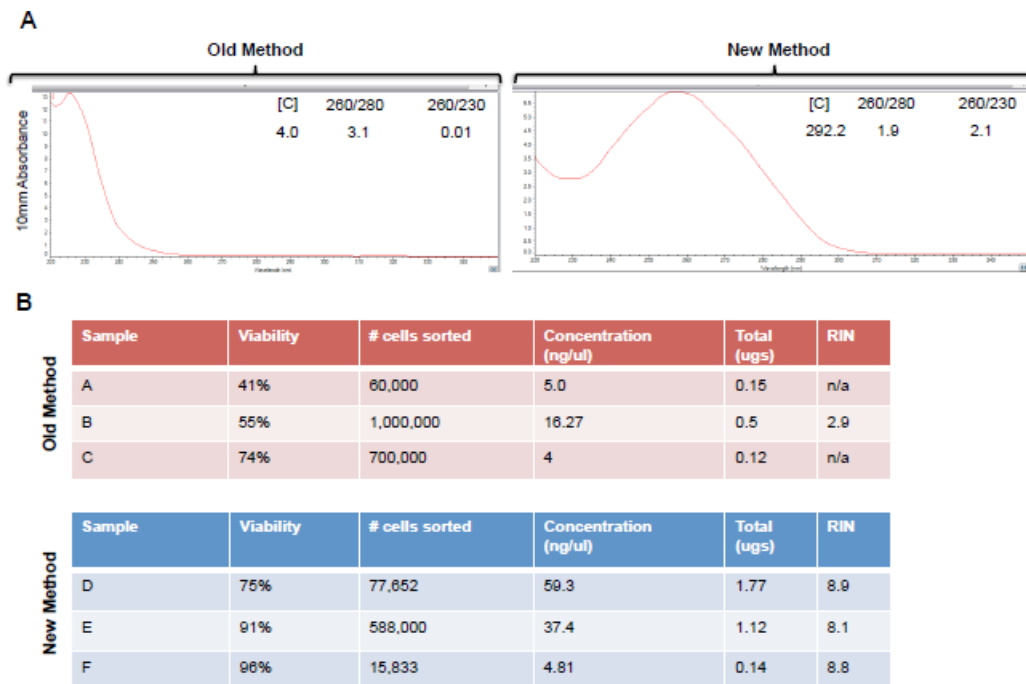 A
Old Method
New Method
10mm Absorbance
[C] 260/280 260/230
4.0 3.1 0.01
[C] 260/280 260/230
292.2 1.9 2.1
B
Old Method
Sample Viability # cells sorted Concentration (ng/ul) Total (ugs) RIN
A 41% 60,000 5.0 0.15 n/a
B 55% 1,000,000 16.27 0.5 2.9
C 74% 700,000 4 0.12 n/a
New Method
Sample Viability # cells sorted Concentration (ng/ul) Total (ugs) RIN
D 75% 77,652 59.3 1.77 8.9
E 91% 588,000 37.4 1.12 8.1
F 96% 15,833 4.81 0.14 8.8